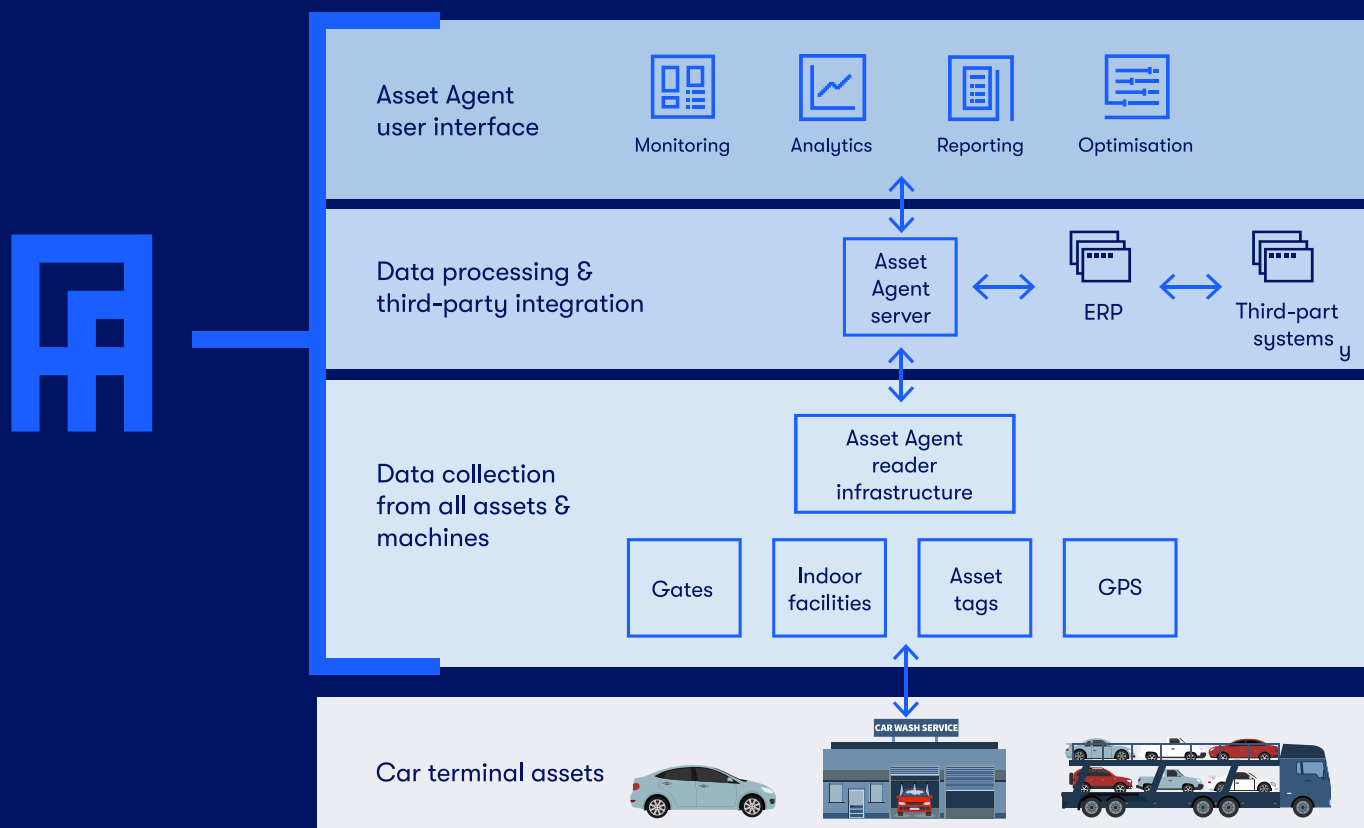 Asset Agent
user interface
Monitoring
Analytics
Reporting
Optimisation
Data processing &
third-party integration
Asset
Agent
server
ERP
Third-part
systems y
Data collection
from all assets &
machines
Asset Agent
reader
infrastructure
Gates
Indoor
facilities
Asset
tags
GPS
Car terminal assets
CAR WASH SERVICE